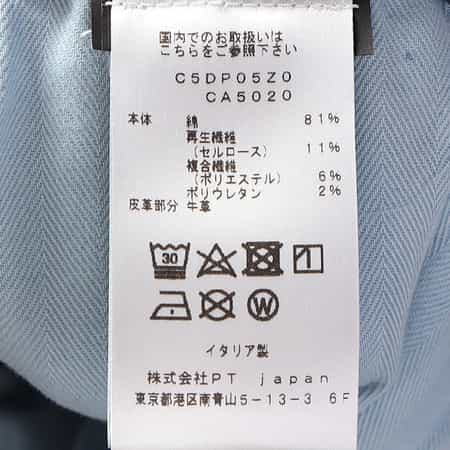 国内でのお取扱いは
こちらをご参照下さい
C5DP05Z0
CA5020
本体 綿 81%
再生繊維
(セルロース) 11%
複合繊維
(ポリエステル) 6%
ポリウレタン 2%
皮革部分 牛革
30
W
イタリア製
株式会社PT japan
東京都港区南青山5-13-3 6F